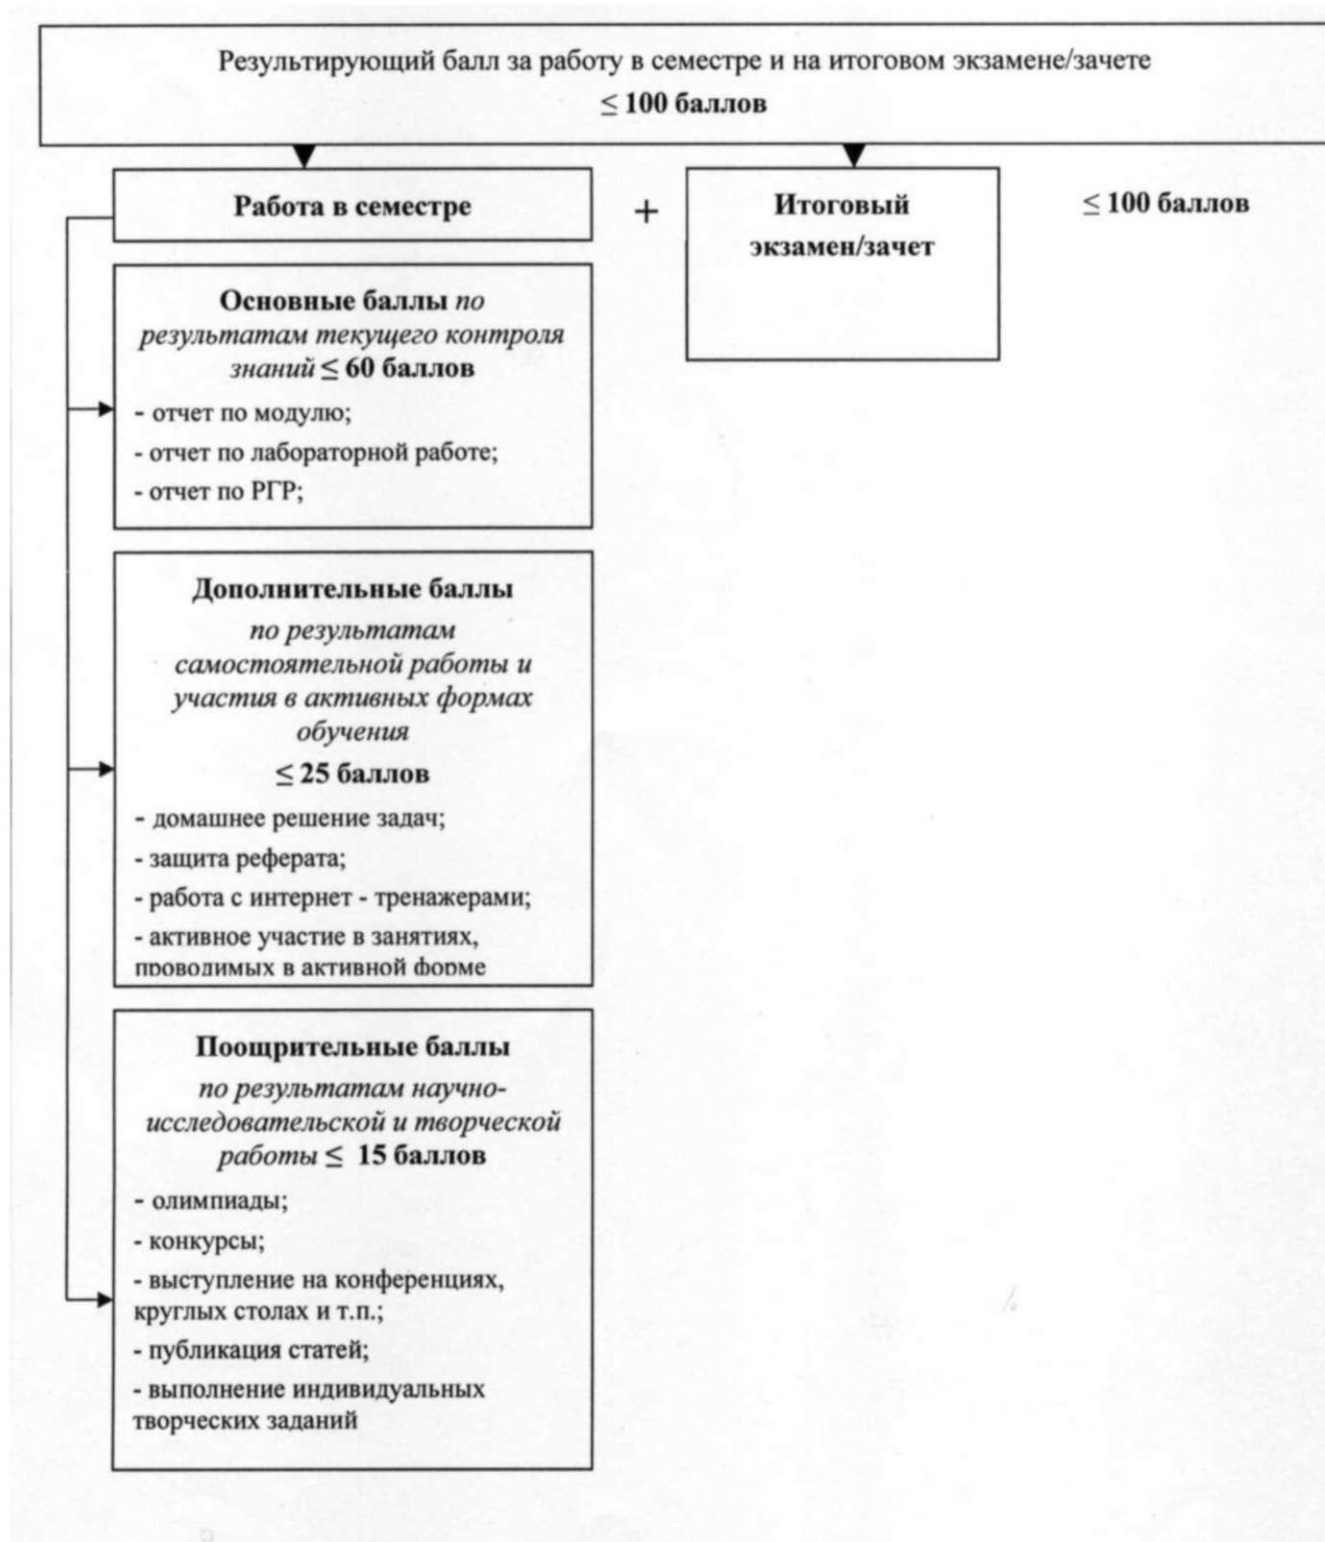 Результирующий балл за работу в семестре и на итоговом экзамене/зачете
≤ 100 баллов
Работа в семестре
+
Итоговый
экзамен/зачет
≤ 100 баллов
Основные баллы по
результатам текущего контроля
знаний ≤ 60 баллов
- отчет по модулю;
- отчет по лабораторной работе;
- отчет по РГР;
Дополнительные баллы
по результатам
самостоятельной работы и
участия в активных формах
обучения
≤ 25 баллов
- домашнее решение задач;
- защита реферата;
- работа с интернет - тренажерами;
- активное участие в занятиях,
проводимых в активной форме
Поощрительные баллы
по результатам научно-
исследовательской и творческой
работы ≤ 15 баллов
- олимпиады;
- конкурсы;
- выступление на конференциях,
круглых столах и т.п.;
- публикация статей;
- выполнение индивидуальных
творческих заданий